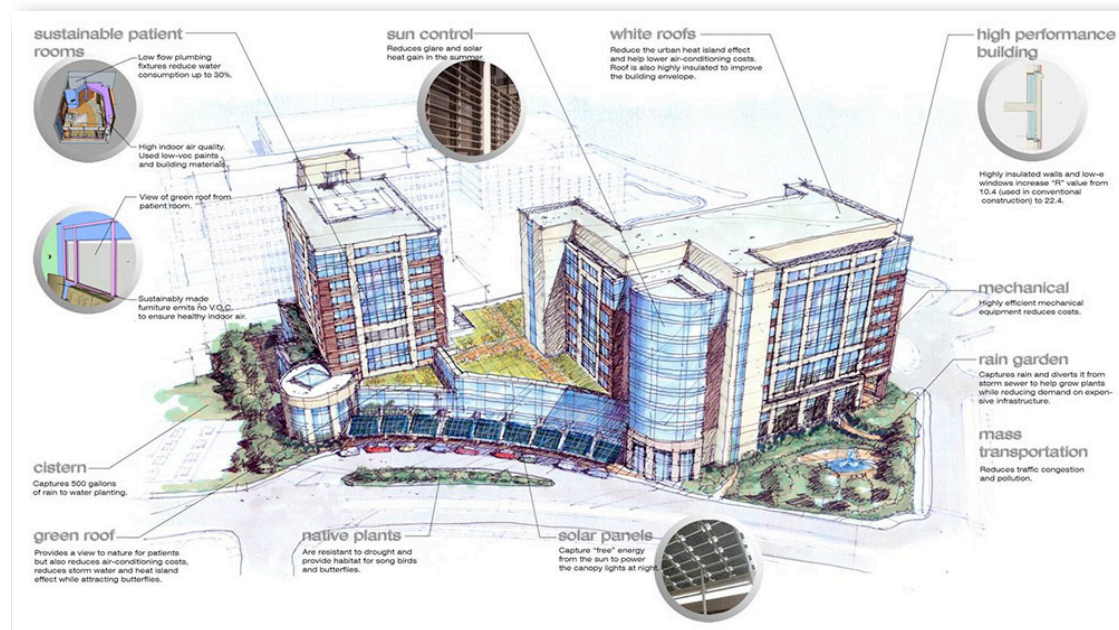 sustainable patient
rooms
Low flow plumbing
fixtures reduce water
consumption up to 30%.
High indoor air quality.
Used low-voc paints
and building materials.
View of green roof from
patient room.
Sustainably made
furniture emits no V.O.C.
to ensure healthy indoor air.
sun control
Reduces glare and solar
heat gain in the summer.
white roofs
Reduce the urban heat island effect
and help lower air-conditioning costs.
Roof is also highly insulated to improve
the building envelope.
high performance
building
Highly insulated walls and low-e
windows increase “R” value from
10.4 (used in conventional
construction) to 22.4.
mechanical
Highly efficient mechanical
equipment reduces costs.
rain garden
Captures rain and diverts it from
storm sewer to help grow plants
while reducing demand on expen-
sive infrastructure.
mass
transportation
Reduces traffic congestion
and pollution.
cistern
Captures 500 gallons
of rain to water planting.
green roof
Provides a view to nature for patients
but also reduces air-conditioning costs,
reduces storm water and heat island
effect while attracting butterflies.
native plants
Are resistant to drought and
provide habitat for song birds
and butterflies.
solar panels
Capture “free” energy
from the sun to power
the canopy lights at night.